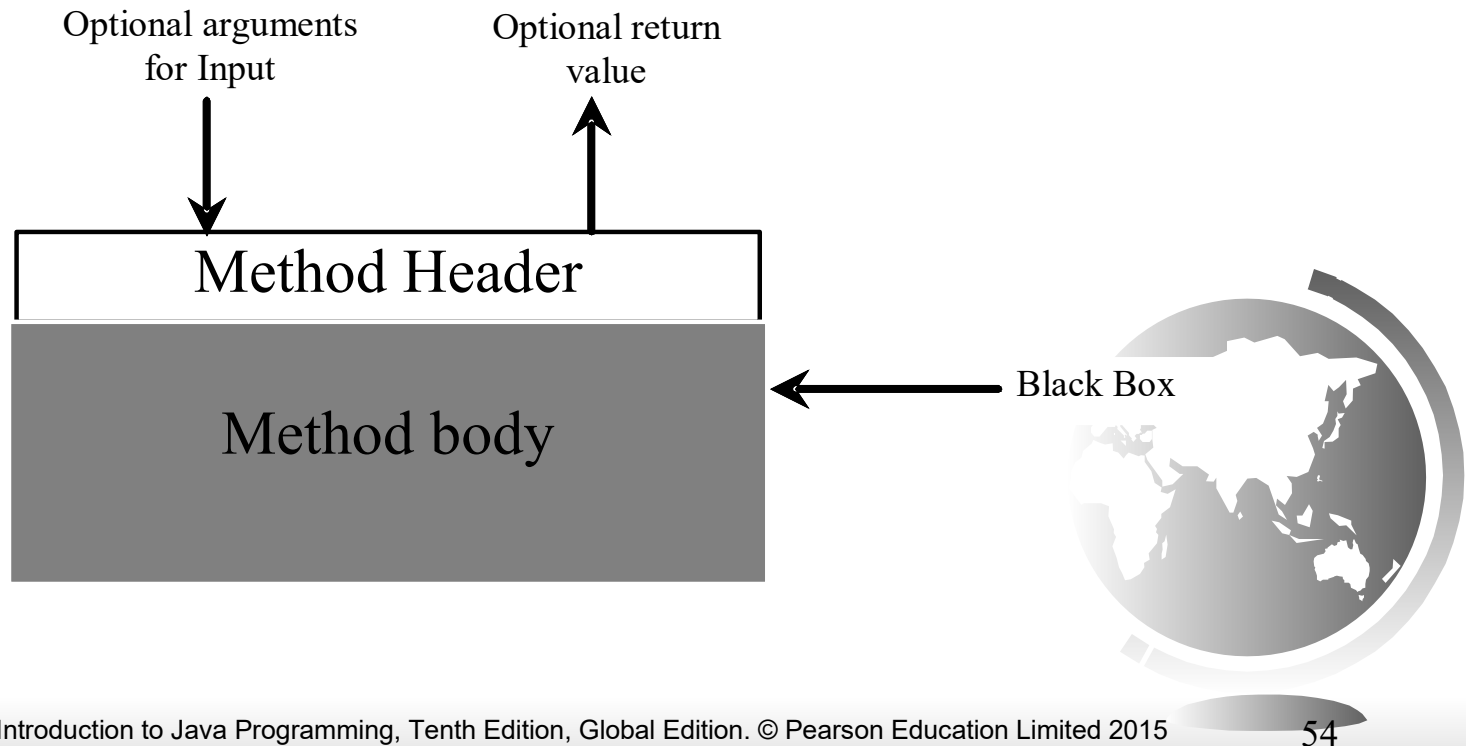 Optional arguments
for Input
Optional return
value
Method Header
Black Box
Method body
Introduction to Java Programming, Tenth Edition, Global Edition. © Pearson Education Limited 2015
54